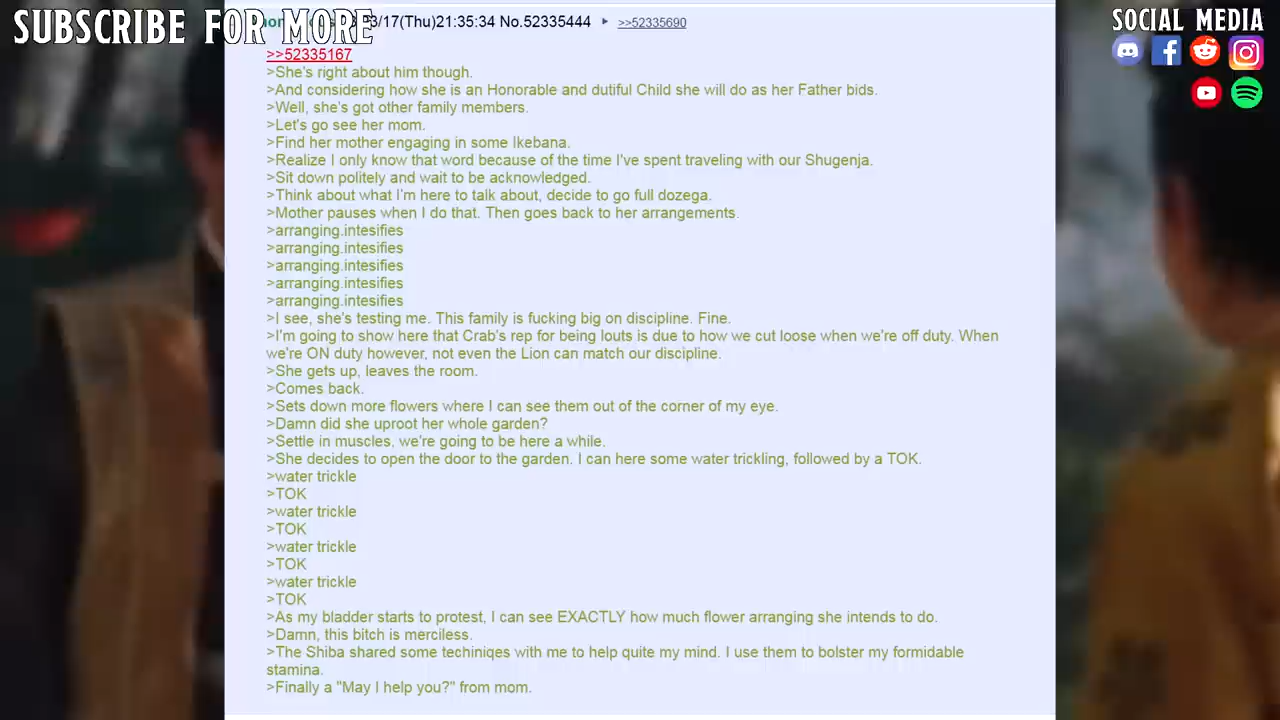 SUBSCRIBE FOR MORE
SOCIAL MEDIA
3/17(Thu)21:35:34 No.52335444 >>52335690
>>52335167
>She's right about him though.
>And considering how she is an Honorable and dutiful Child she will do as her Father bids.
>Well, she's got other family members.
>Let's go see her mom.
>Find her mother engaging in some Ikebana.
>Realize I only know that word because of the time I've spent traveling with our Shugenja.
>Sit down politely and wait to be acknowledged.
>Think about what I'm here to talk about, decide to go full dozega.
>Mother pauses when I do that. Then goes back to her arrangements.
>arranging.intesifies
>arranging.intesifies
>arranging.intesifies
>arranging.intesifies
>arranging.intesifies
>I see, she's testing me. This family is fucking big on discipline. Fine.
>I'm going to show here that Crab's rep for being louts is due to how we cut loose when we're off duty. When
we're ON duty however, not even the Lion can match our discipline.
>She gets up, leaves the room.
>Comes back.
>Sets down more flowers where I can see them out of the corner of my eye.
>Damn did she uproot her whole garden?
>Settle in muscles, we're going to be here a while.
>She decides to open the door to the garden. I can here some water trickling, followed by a TOK.
>water trickle
>TOK
>water trickle
>TOK
>water trickle
>TOK
>water trickle
>TOK
>As my bladder starts to protest, I can see EXACTLY how much flower arranging she intends to do.
>Damn, this bitch is merciless.
>The Shiba shared some techiniqes with me to help quite my mind. I use them to bolster my formidable
stamina.
>Finally a "May I help you?" from mom.